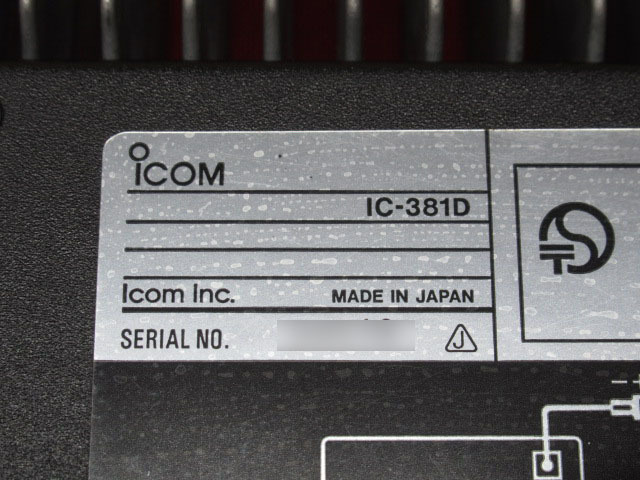 ICOM
IC-381D
Icom Inc.
MADE IN JAPAN
SERIAL NO.
J